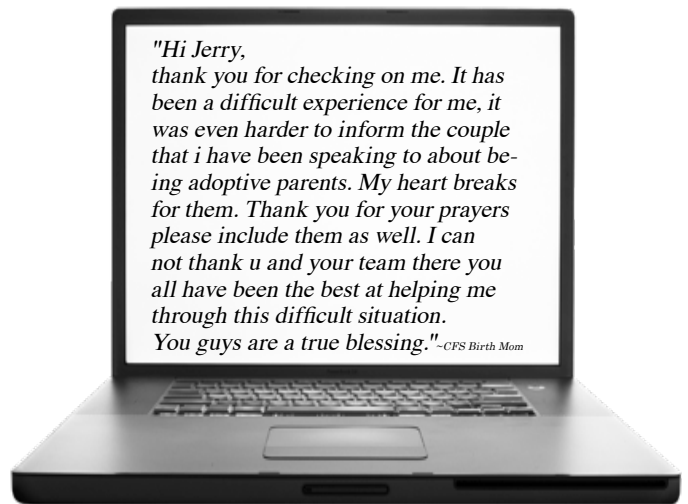 "Hi Jerry,
thank you for checking on me. It has
been a difficult experience for me, it
was even harder to inform the couple
that i have been speaking to about be-
ing adoptive parents. My heart breaks
for them. Thank you for your prayers
please include them as well. I can
not thank u and your team there you
all have been the best at helping me
through this difficult situation.
You guys are a true blessing."~CFS Birth Mom